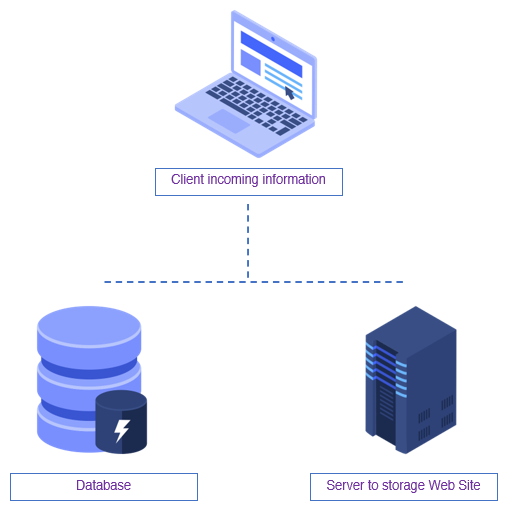 Client incoming information
Database
Server to storage Web Site